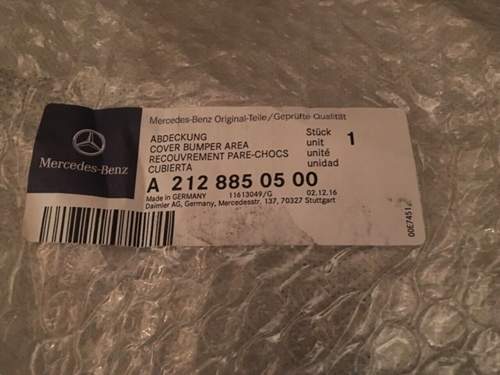 Mercedes-Benz
Mercedes-Benz Original-Teile/Geprüfte Qualität
ABDECKUNG
COVER BUMPER AREA
RECOUVREMENT PARE-CHOCS
CUBIERTA
Stück
unit
unité
unidad
1
A 212 885 05 00
Made in GERMANY 11613049/G 02.12.16
Daimler AG, Germany, Mercedesstr. 137, 70327 Stuttgart